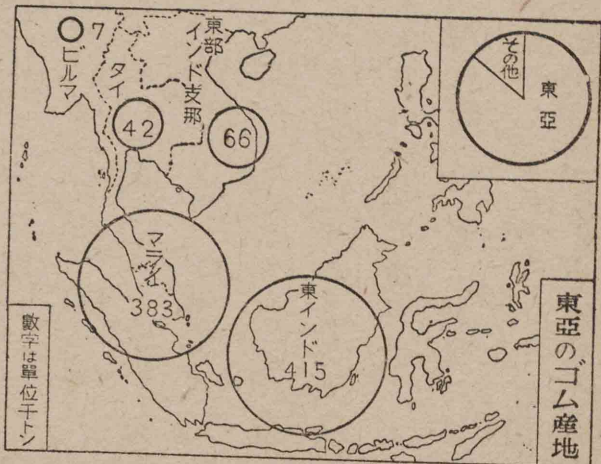 東亞のゴム産地
東亞
その他
東部
インド支那
タイ
ビルマ
7
42
66
マライ
383
東インド
415
數字は單位千トン